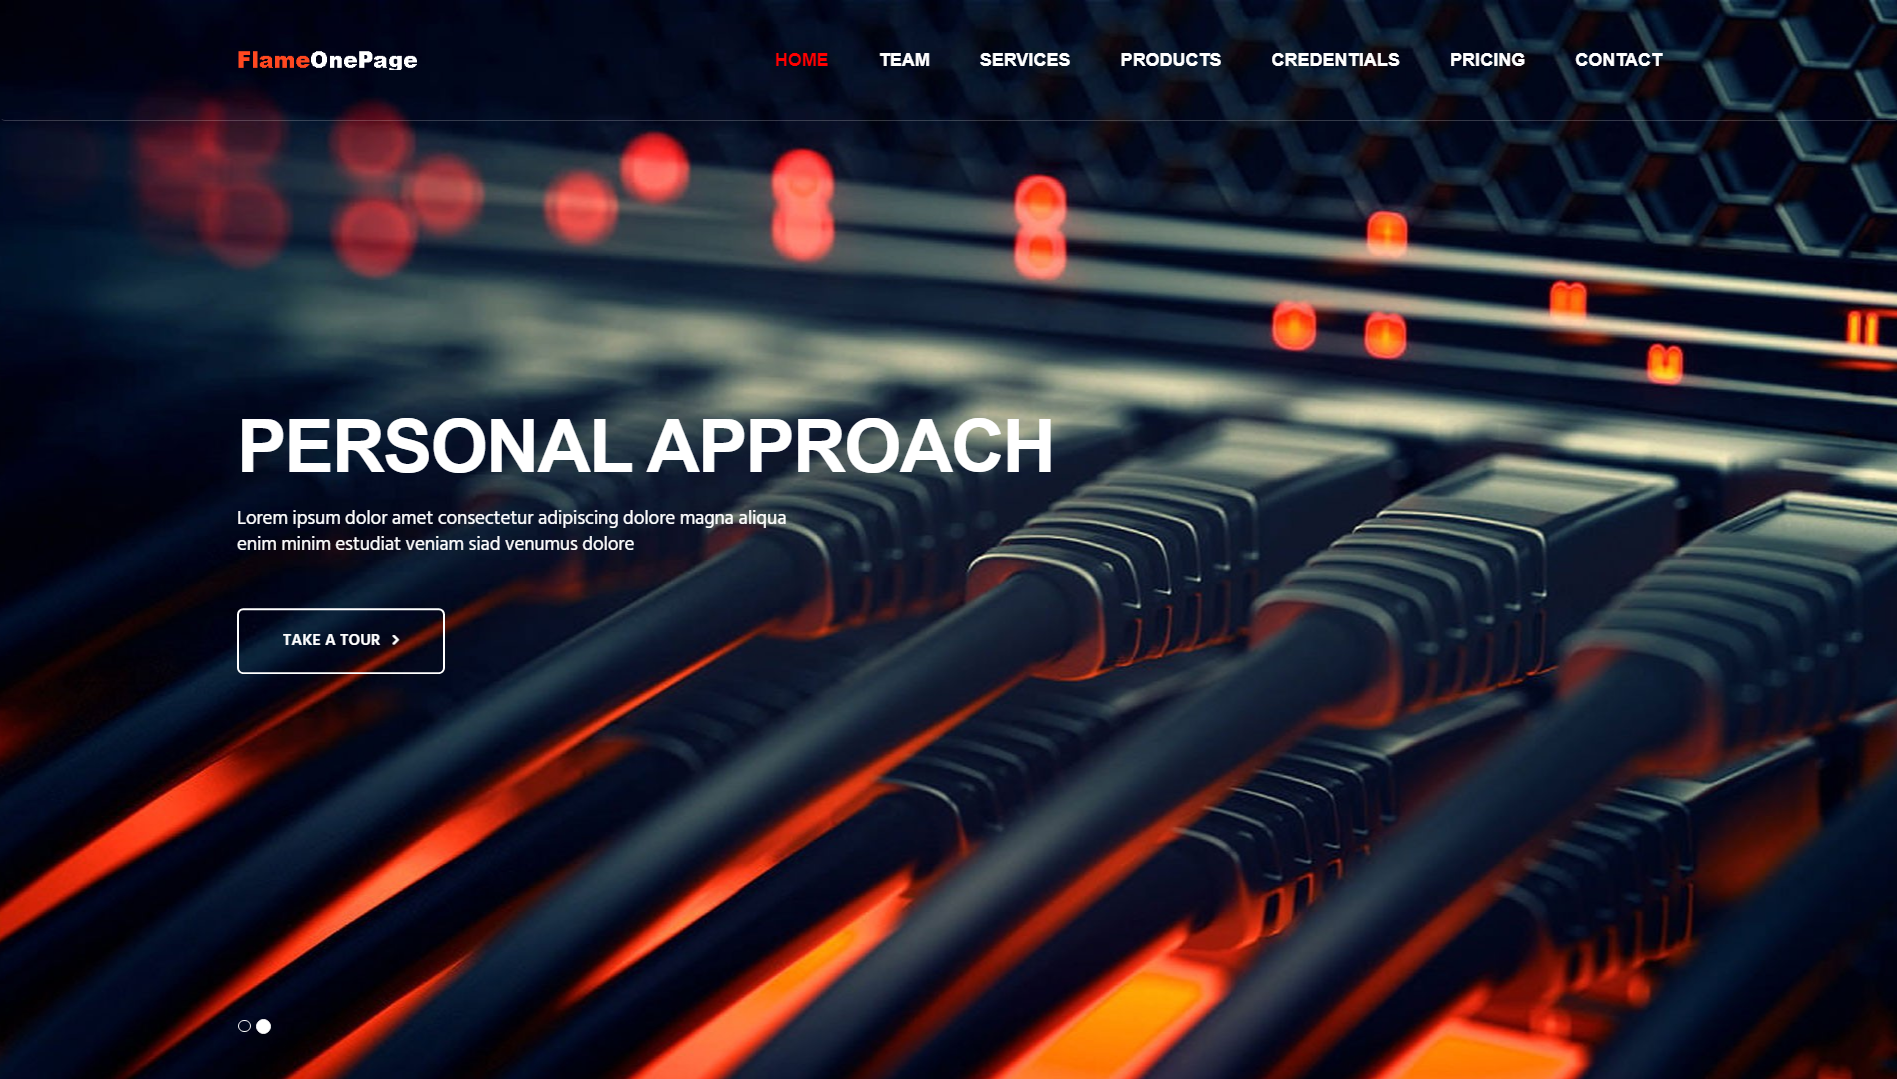 FlameOnePage
HOME TEAM SERVICES PRODUCTS CREDENTIALS PRICING CONTACT
PERSONAL APPROACH
Lorem ipsum dolor amet consectetur adipiscing dolore magna aliqua
enim minim estudiat veniam siad venumus dolore
TAKE A TOUR